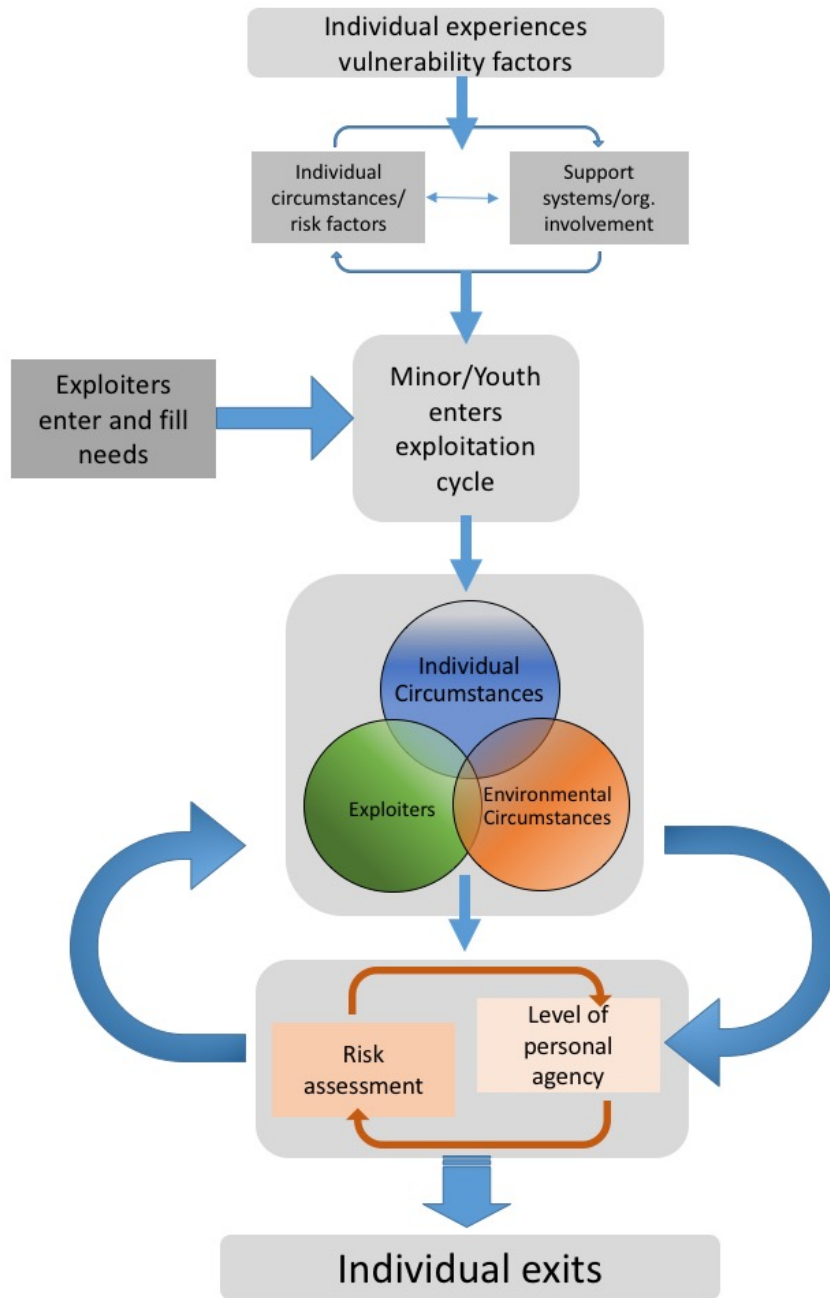 Individual experiences
vulnerability factors
Individual
circumstances/
risk factors
Support
systems/org.
involvement
Exploiters
enter and fill
needs
Minor/Youth
enters
exploitation
cycle
Individual
Circumstances
Exploiters
Environmental
Circumstances
Risk
assessment
Level of
personal
agency
Individual exits